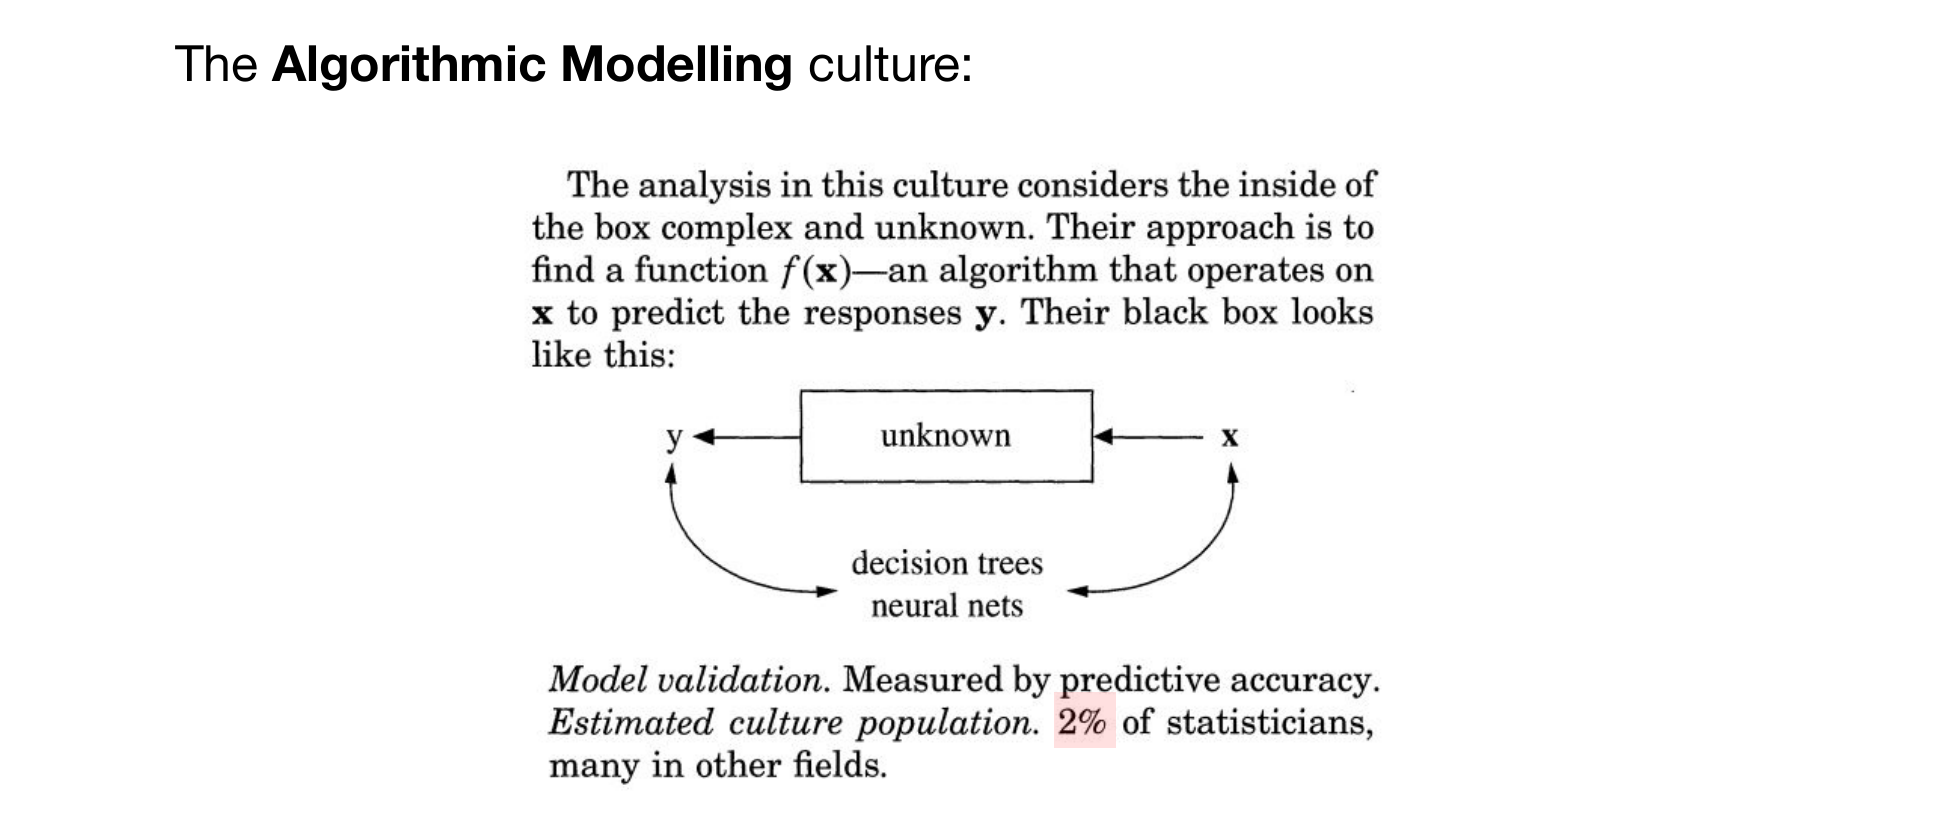 The Algorithmic Modelling culture:
The analysis in this culture considers the inside of
the box complex and unknown. Their approach is to
find a function f(x)—an algorithm that operates on
x to predict the responses y. Their black box looks
like this:
y unknown x
decision trees
neural nets
Model validation. Measured by predictive accuracy.
Estimated culture population. 2% of statisticians,
many in other fields.